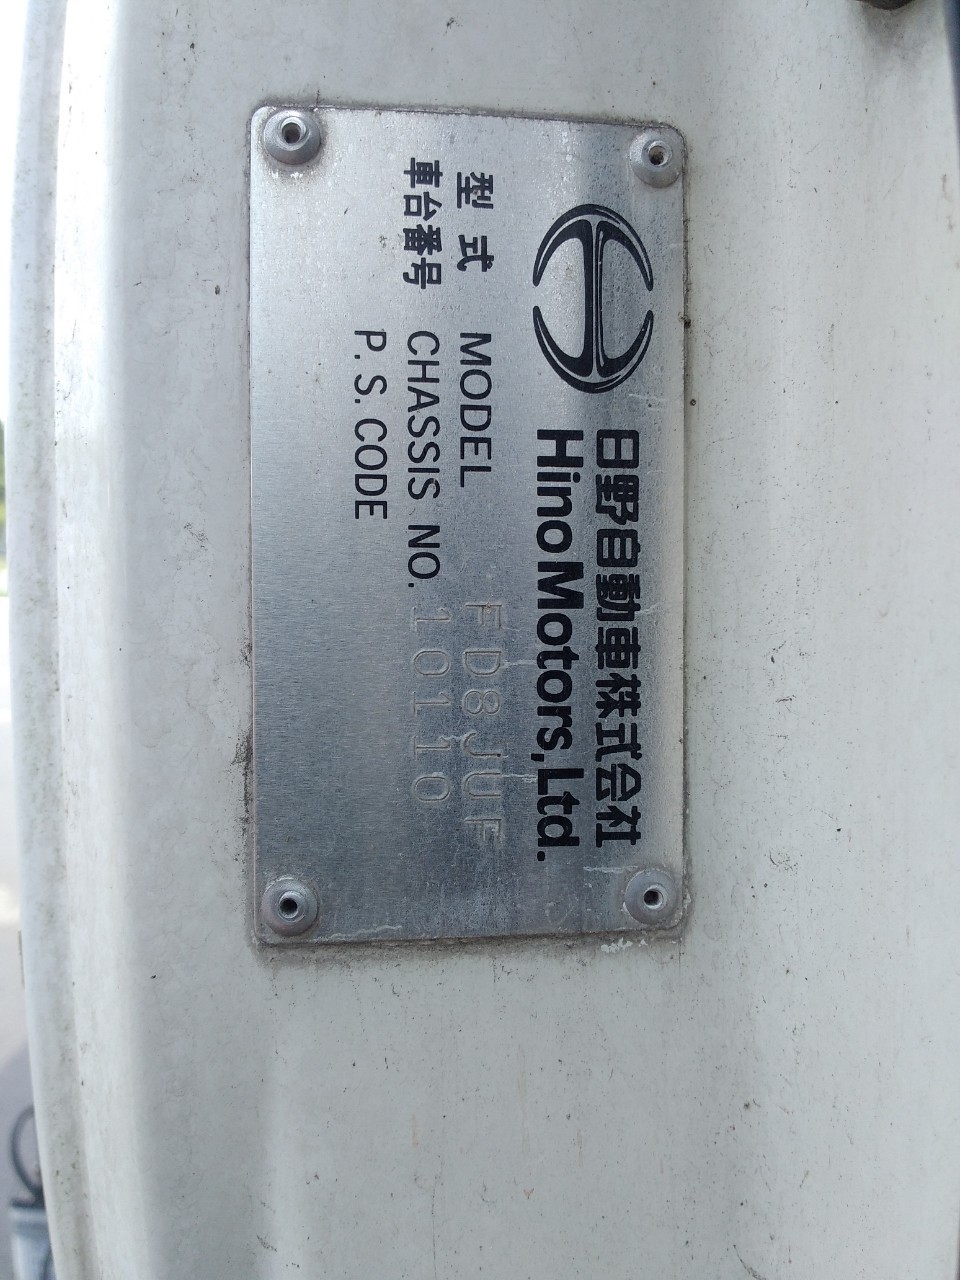 日野自動車株式会社
Hino Motors, Ltd.
型式 MODEL FD8JUF
車台番号 CHASSIS NO. 10110
P. S. CODE